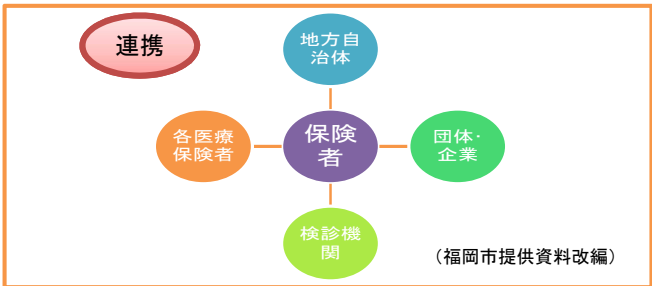 連携
地方自
治体
各医療
保険者
保険
者
団体・
企業
検診機
関
（福岡市提供資料改編）